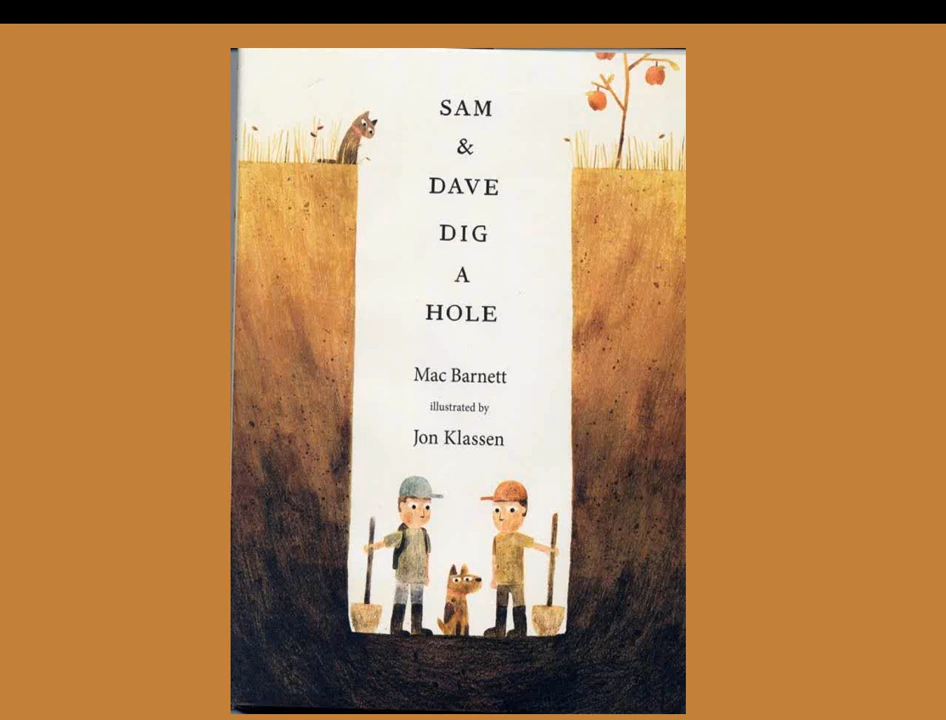 SAM
&
DAVE
DIG
A
HOLE
Mac Barnett
illustrated by
Jon Klassen